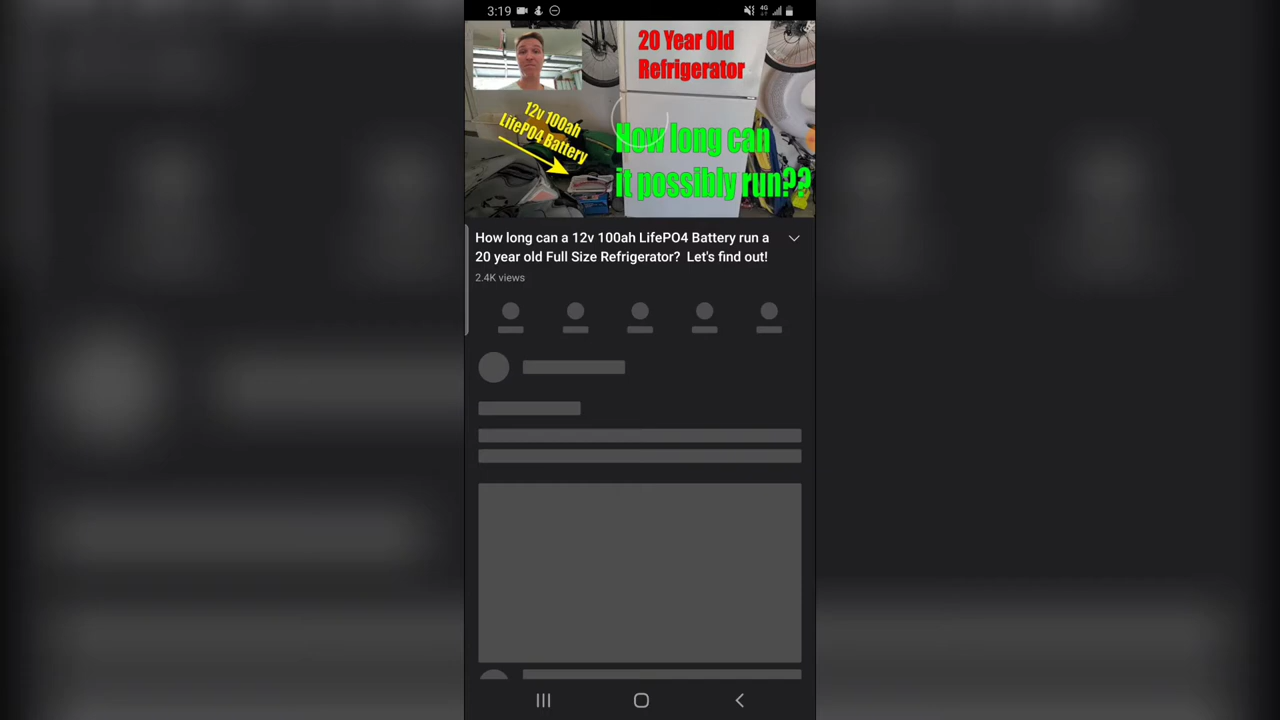 3:19
4G
20 Year Old
Refrigerator
12v 100ah
LifePO4 Battery
How long can
it possibly run??
How long can a 12v 100ah LifePO4 Battery run a
20 year old Full Size Refrigerator? Let's find out!
2.4K views